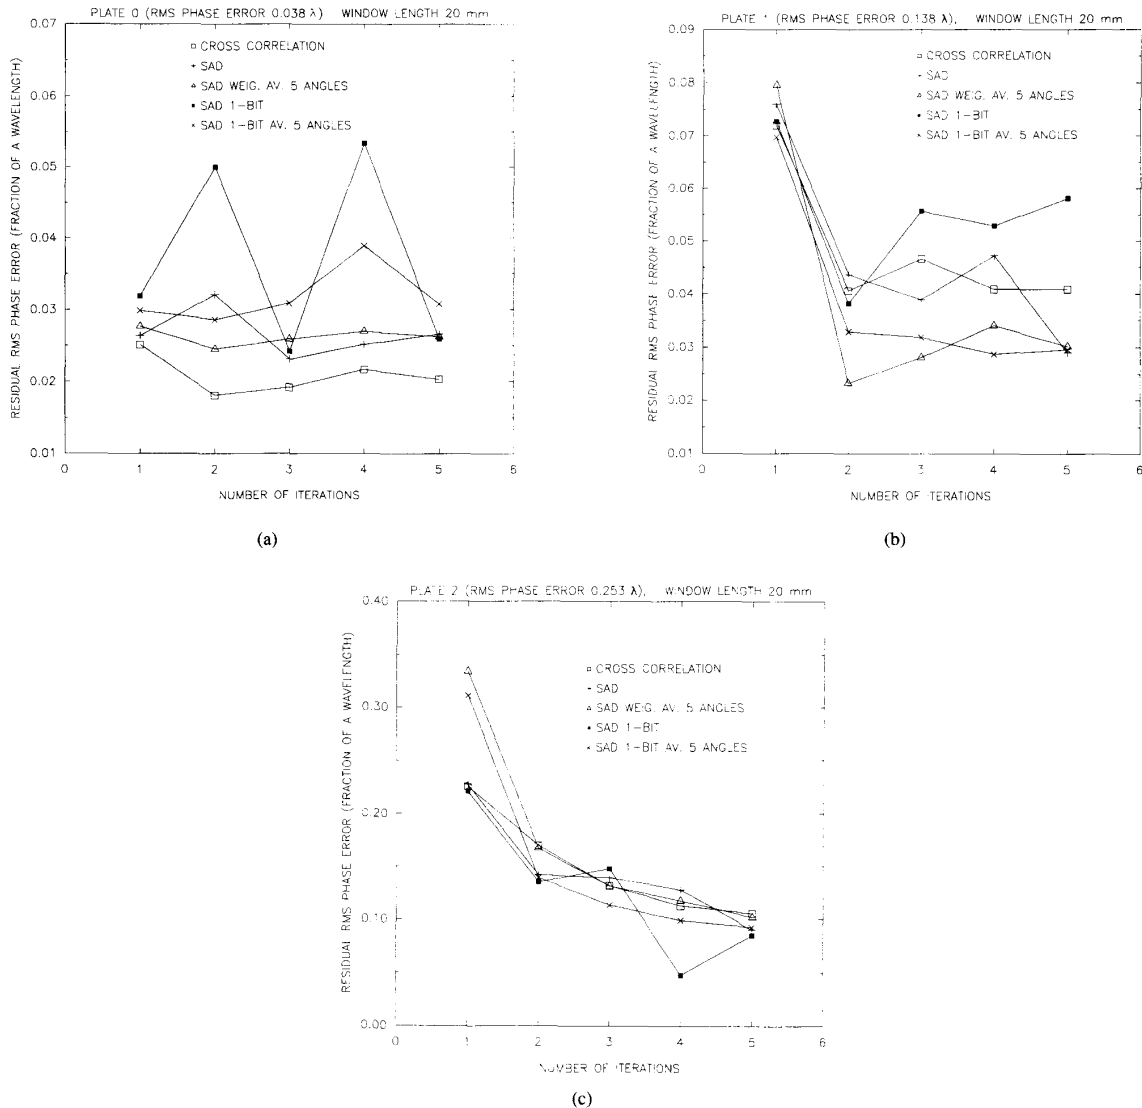 PLATE 0 (RMS PHASE ERROR 0.038 λ) WINDOW LENGTH 20 mm
0.07
0.06
0.05
0.04
0.03
0.02
0.01
RESIDUAL RMS PHASE ERROR (FRACTION OF A WAVELENGTH)
CROSS CORRELATION
SAD
SAD WEIG. AV. 5 ANGLES
SAD 1-BIT
SAD 1-BIT AV. 5 ANGLES
0 1 2 3 4 5 6
NUMBER OF ITERATIONS
(a)
PLATE 1 (RMS PHASE ERROR 0.138 λ), WINDOW LENGTH 20 mm
0.09
0.08
0.07
0.06
0.05
0.04
0.03
0.02
0.01
RESIDUAL RMS PHASE ERROR (FRACTION OF A WAVELENGTH)
CROSS CORRELATION
SAD
SAD WEIG. AV. 5 ANGLES
SAD 1-BIT
SAD 1-BIT AV. 5 ANGLES
0 1 2 3 4 5 6
NUMBER OF ITERATIONS
(b)
PLATE 2 (RMS PHASE ERROR 0.253 λ), WINDOW LENGTH 20 mm
0.40
0.30
0.20
0.10
0.00
RESIDUAL RMS PHASE ERROR (FRACTION OF A WAVELENGTH)
CROSS CORRELATION
SAD
SAD WEIG. AV. 5 ANGLES
SAD 1-BIT
SAD 1-BIT AV. 5 ANGLES
0 1 2 3 4 5 6
NUMBER OF ITERATIONS
(c)